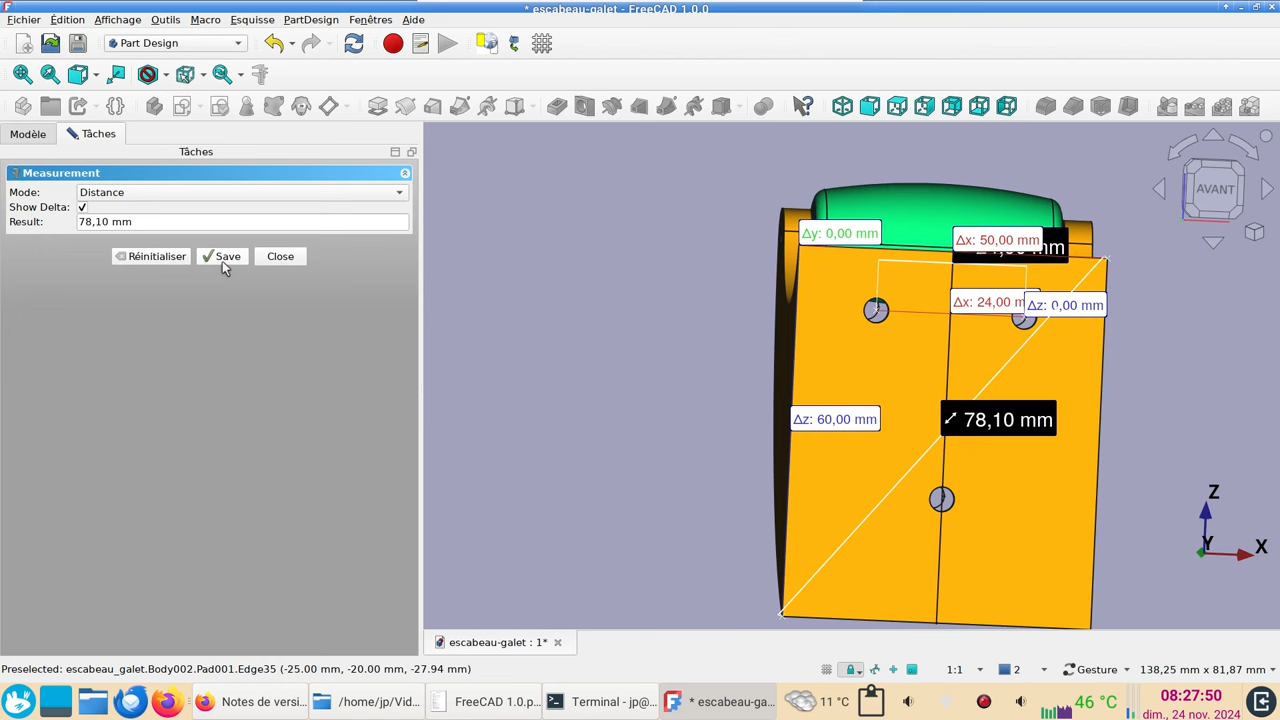 * escabeau-galet - FreeCAD 1.0.0
Fichier Édition Affichage Outils Macro Esquisse PartDesign Fenêtres Aide
Part Design
Modèle Tâches
Tâches
Measurement
Mode: Distance
Show Delta:
Result: 78,10 mm
Réinitialiser Save Close
AVANT
Δy: 0,00 mm
Δx: 50,00 mm
Δx: 24,00 m
Δz: 0,00 mm
Δz: 60,00 mm
78,10 mm
Z
Y
X
escabeau-galet : 1*
Preselected: escabeau_galet.Body002.Pad001.Edge35 (-25.00 mm, -20.00 mm, -27.94 mm)
1:1 2 Gesture 138,25 mm x 81,87 mm
Notes de versi... /home/jp/Vid... FreeCAD 1.0.p... Terminal - jp@... * escabeau-ga... 11 °C 46 °C 08:27:50
dim., 24 nov. 2024